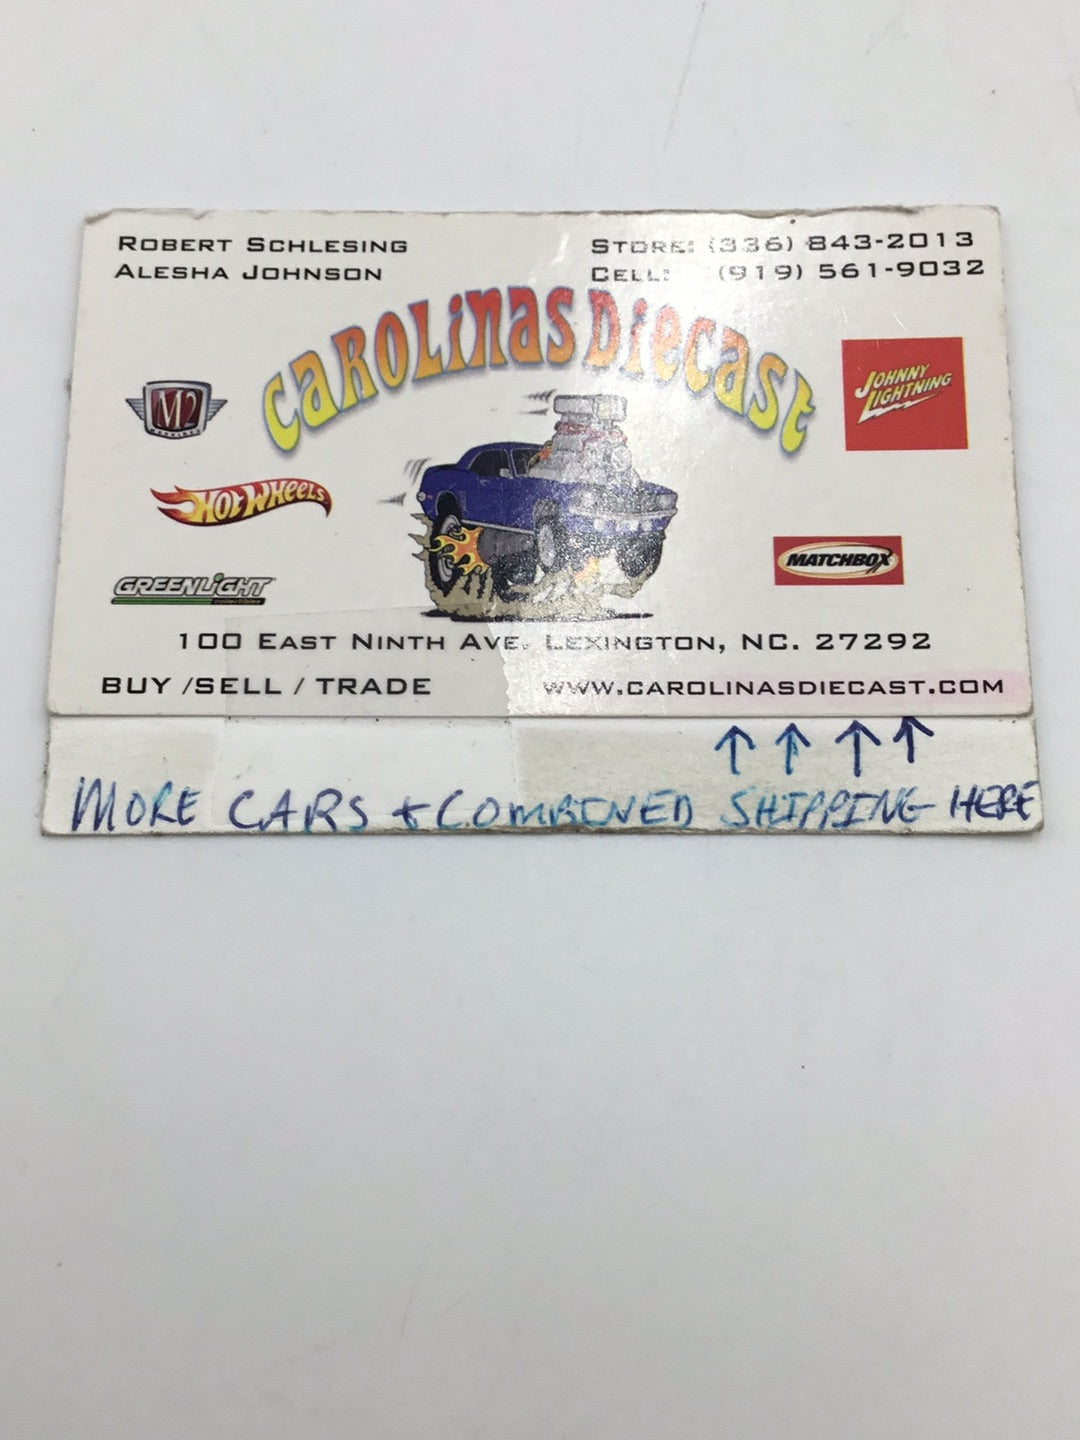 ROBERT SCHLESING
ALESHA JOHNSON
STORE: (336) 843-2013
CELL: (919) 561-9032
CAROLiNAS DiECAST
M2
MACHINES
JOHNNY
LIGHTNING
HOT WHEELS
MATCHBOX
GREENLiGHT
100 EAST NINTH AVE. LEXINGTON, NC. 27292
BUY /SELL / TRADE
WWW.CAROLINASDIECAST.COM
↑ ↑ ↑ ↑
MORE CARS + COMBINED SHIPPING HERE